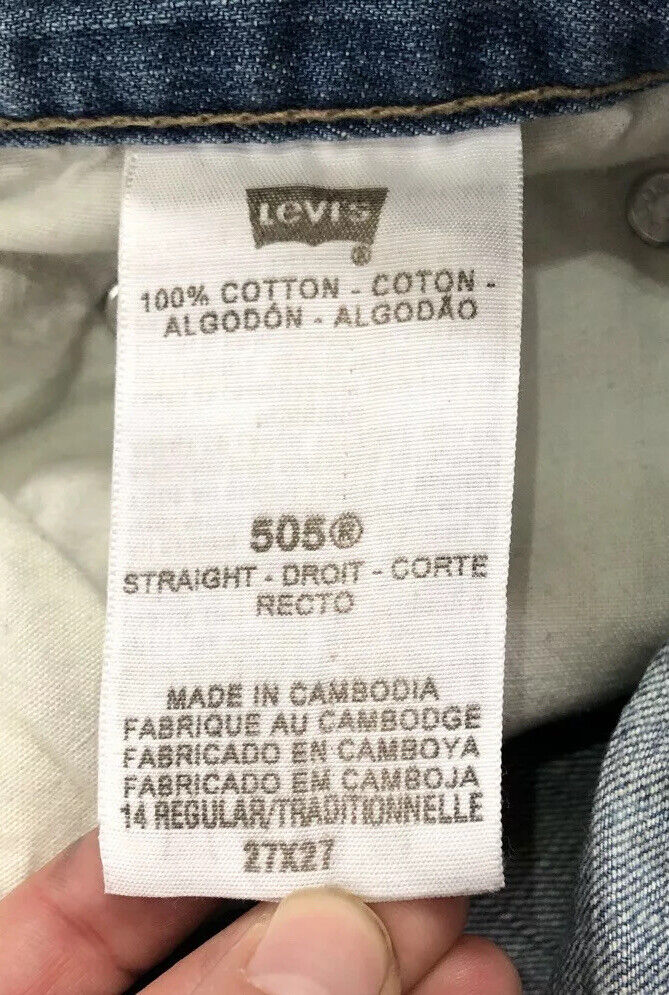 Levi's
®
100% COTTON - COTON -
ALGODÓN - ALGODÃO
505®
STRAIGHT - DROIT - CORTE
RECTO
MADE IN CAMBODIA
FABRIQUE AU CAMBODGE
FABRICADO EN CAMBOYA
FABRICADO EM CAMBOJA
14 REGULAR/TRADITIONNELLE
27X27